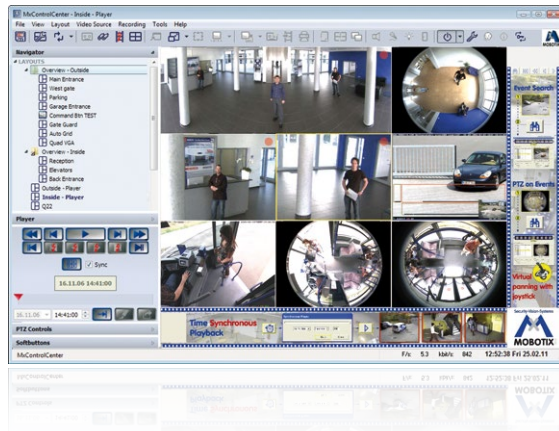 MxControlCenter - Inside - Player
File View Layout Video Source Recording Tools Help
MOBOTIX
Navigator
LAYOUTS
Overview - Outside
Main Entrance
West gate
Parking
Garage Entrance
Command Btn TEST
Gate Guard
Auto Grid
Quad VGA
Overview - Inside
Reception
Elevators
Back Entrance
Outside - Player
Inside - Player
Q22
Player
Sync
16.11.06 14:41:00
16.11.06 14:41:00
PTZ Controls
Softbuttons
Event Search
PTZ on Events
Virtual
panning with
joystick
Time Synchronous
Playback
Security-Vision-Systems
MOBOTIX
MxControlCenter
F/s 5.3 kbit/s 842 12:52:38 Fri 25.02.11